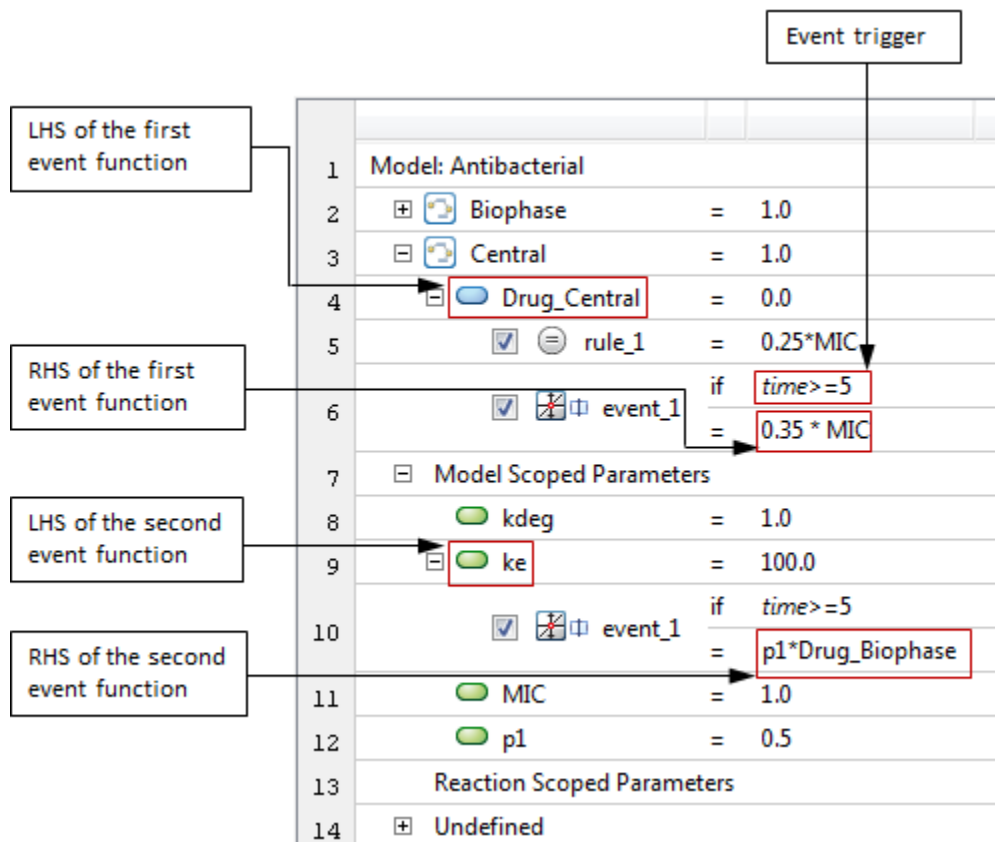 Event trigger
LHS of the first
event function
1 Model: Antibacterial
2 Biophase = 1.0
3 Central = 1.0
4 Drug_Central = 0.0
5 rule_1 = 0.25*MIC
RHS of the first
event function
6 event_1 if time>=5
= 0.35 * MIC
7 Model Scoped Parameters
8 kdeg = 1.0
LHS of the second
event function
9 ke = 100.0
10 event_1 if time>=5
= p1*Drug_Biophase
RHS of the second
event function
11 MIC = 1.0
12 p1 = 0.5
13 Reaction Scoped Parameters
14 Undefined